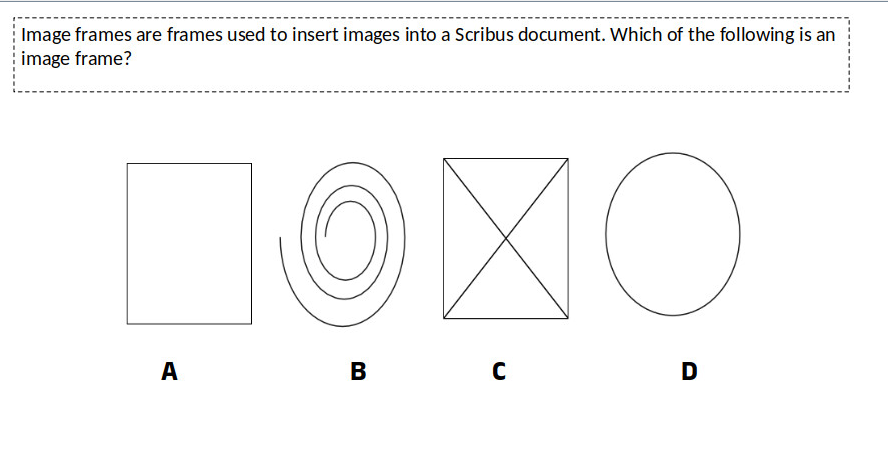 Image frames are frames used to insert images into a Scribus document. Which of the following is an
image frame?
A B C D